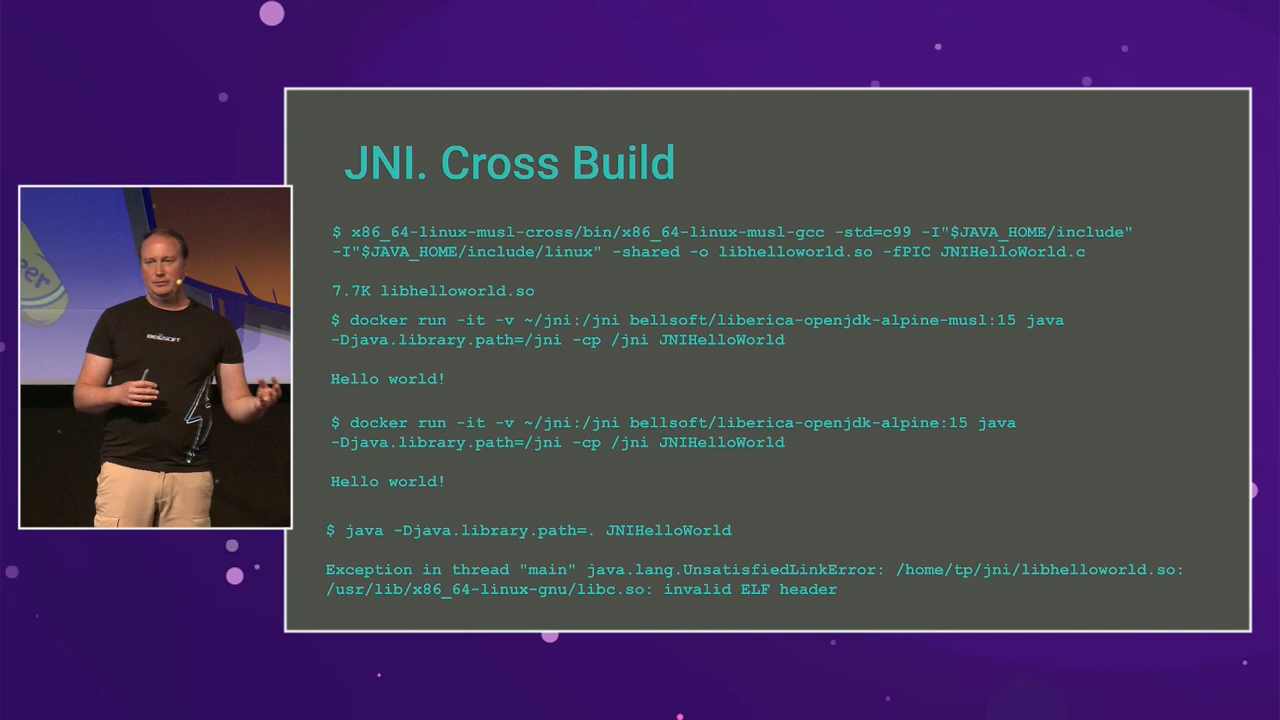 JNI. Cross Build
$ x86_64-linux-musl-cross/bin/x86_64-linux-musl-gcc -std=c99 -I"$JAVA_HOME/include"
-I"$JAVA_HOME/include/linux" -shared -o libhelloworld.so -fPIC JNIHelloWorld.c
7.7K libhelloworld.so
$ docker run -it -v ~/jni:/jni bellsoft/liberica-openjdk-alpine-musl:15 java
-Djava.library.path=/jni -cp /jni JNIHelloWorld
Hello world!
$ docker run -it -v ~/jni:/jni bellsoft/liberica-openjdk-alpine:15 java
-Djava.library.path=/jni -cp /jni JNIHelloWorld
Hello world!
$ java -Djava.library.path=. JNIHelloWorld
Exception in thread "main" java.lang.UnsatisfiedLinkError: /home/tp/jni/libhelloworld.so:
/usr/lib/x86_64-linux-gnu/libc.so: invalid ELF header
BELLSOFT